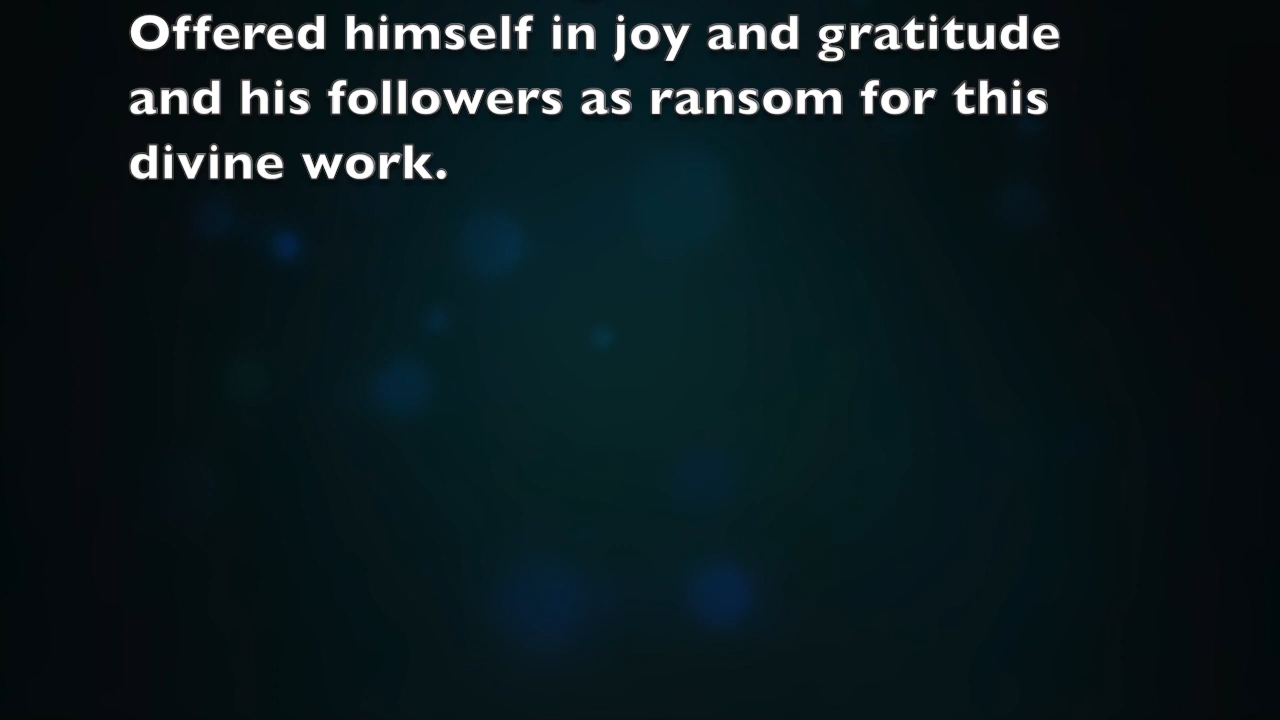 Offered himself in joy and gratitude
and his followers as ransom for this
divine work.